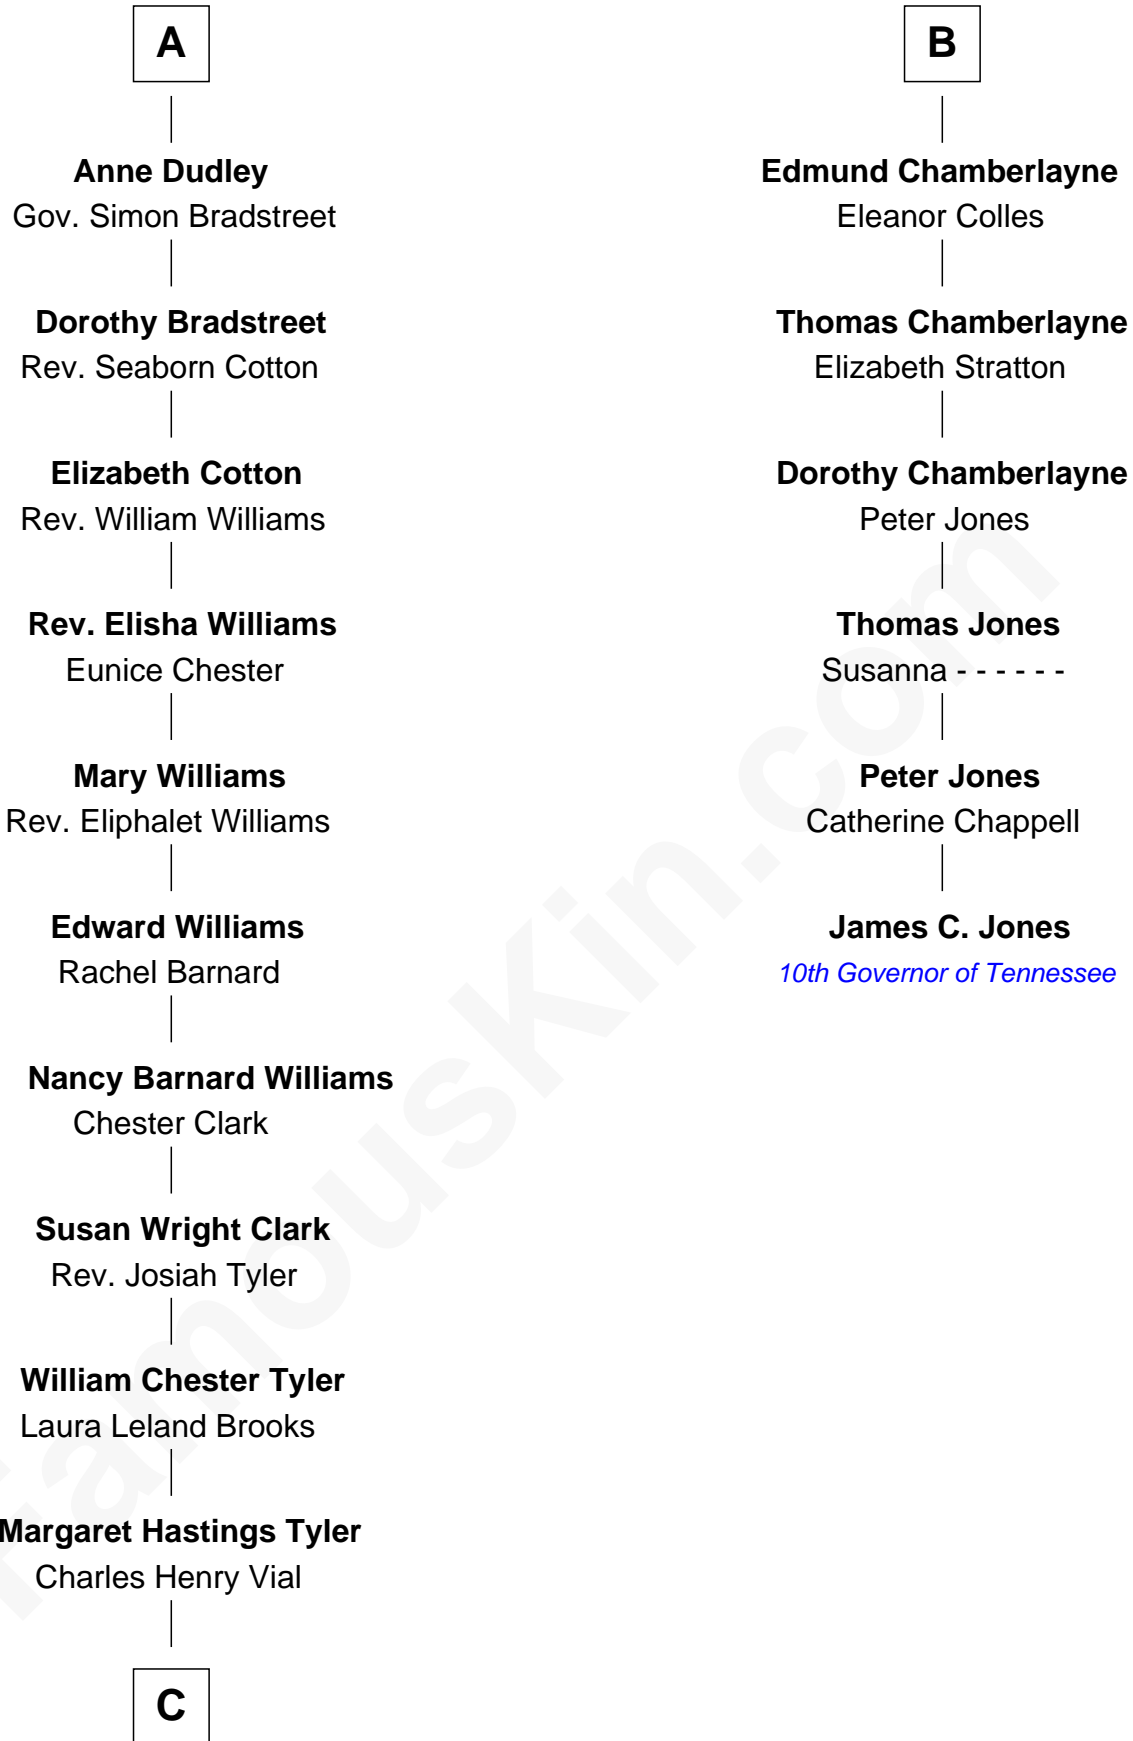 A
Anne Dudley
Gov. Simon Bradstreet
Dorothy Bradstreet
Rev. Seaborn Cotton
Elizabeth Cotton
Rev. William Williams
Rev. Elisha Williams
Eunice Chester
Mary Williams
Rev. Eliphalet Williams
Edward Williams
Rachel Barnard
Nancy Barnard Williams
Chester Clark
Susan Wright Clark
Rev. Josiah Tyler
William Chester Tyler
Laura Leland Brooks
Margaret Hastings Tyler
Charles Henry Vial
C
B
Edmund Chamberlayne
Eleanor Colles
Thomas Chamberlayne
Elizabeth Stratton
Dorothy Chamberlayne
Peter Jones
Thomas Jones
Susanna - - - - - -
Peter Jones
Catherine Chappell
James C. Jones
10th Governor of Tennessee
FamousKin.com